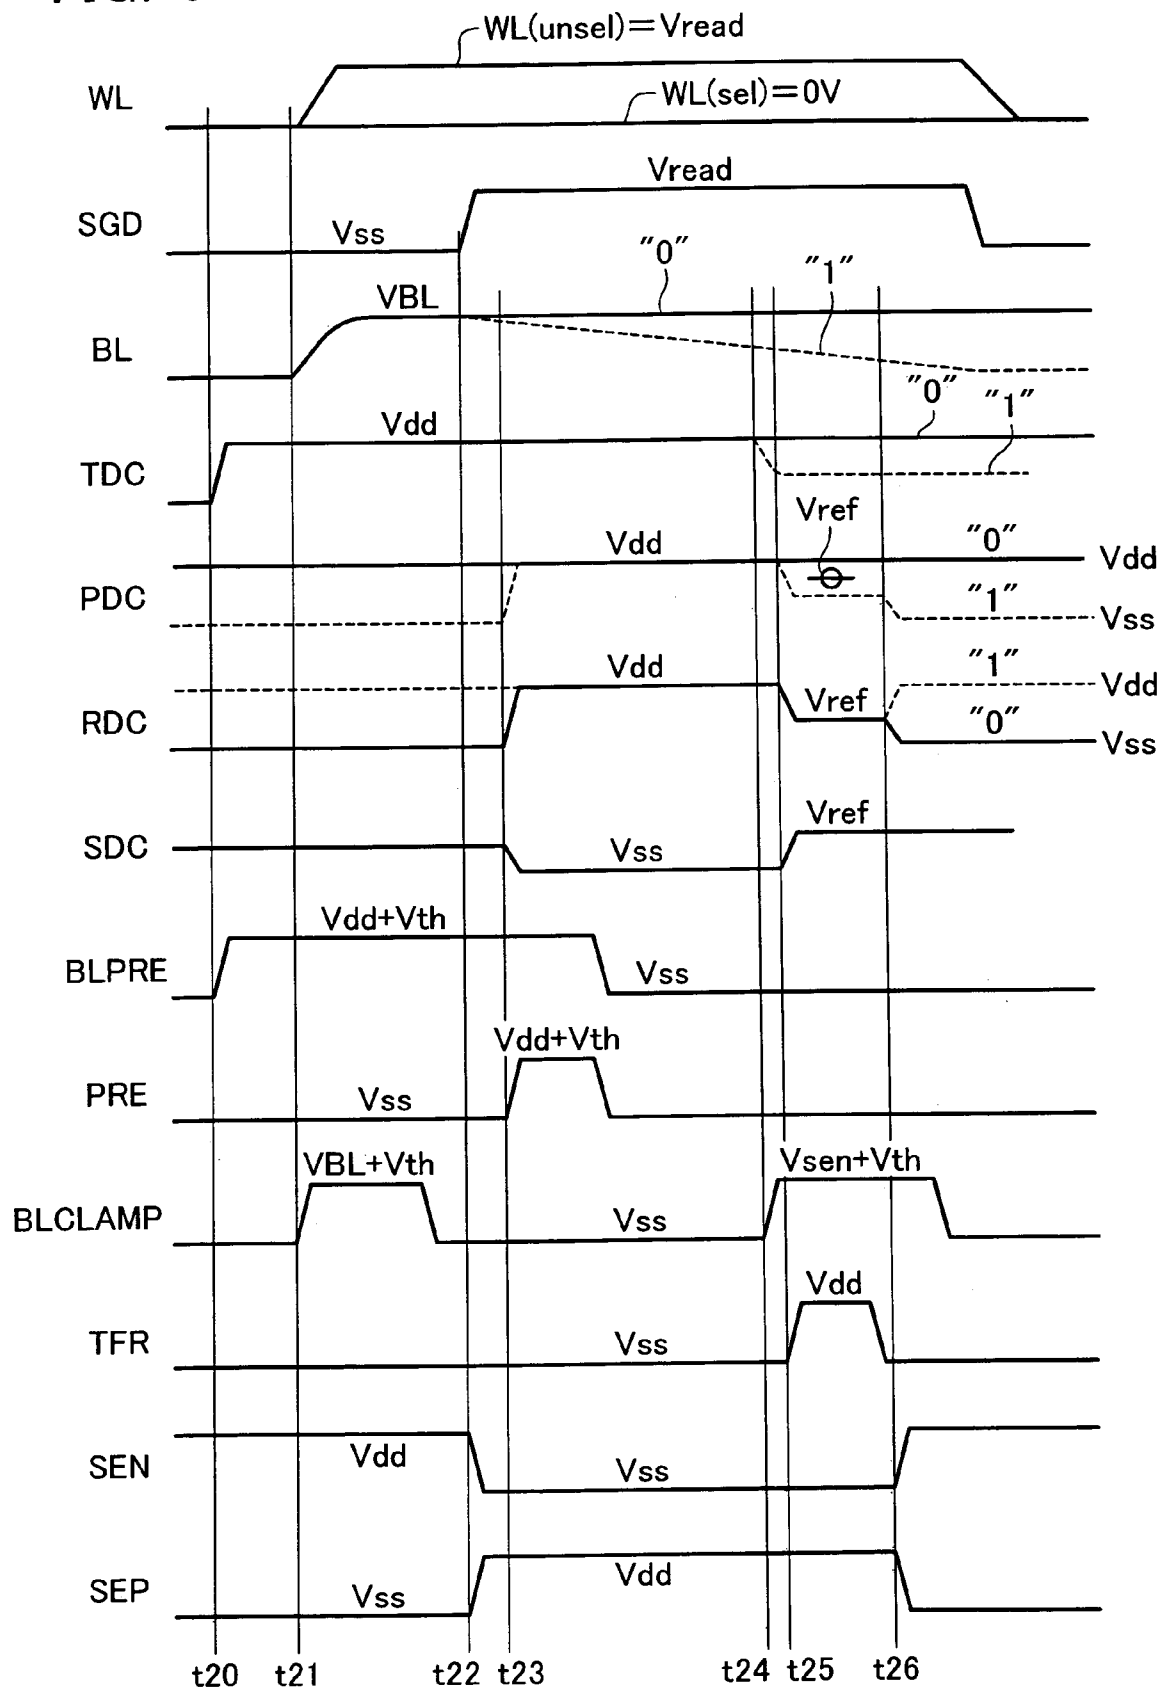 WL(unsel)=Vread
WL
WL(sel)=0V
Vread
SGD
Vss
"0"
"1"
VBL
BL
"0"
"1"
Vdd
TDC
Vref
Vdd
"0"
Vdd
PDC
"1"
Vss
Vdd
"1"
Vdd
RDC
Vref
"0"
Vss
Vref
SDC
Vss
Vdd+Vth
BLPRE
Vss
Vdd+Vth
PRE
Vss
VBL+Vth
Vsen+Vth
BLCLAMP
Vss
Vdd
TFR
Vss
SEN
Vdd
Vss
SEP
Vss
Vdd
t20 t21 t22 t23 t24 t25 t26